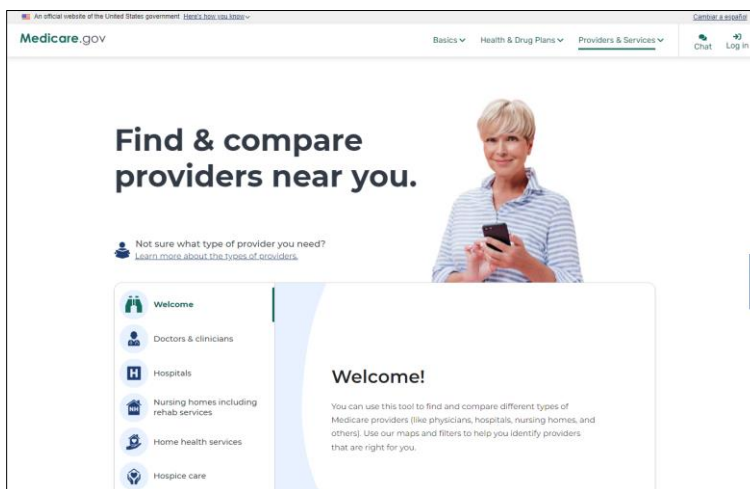 An official website of the United States government Here's how you know
Cambiar a español
Medicare.gov
Basics
Health & Drug Plans
Providers & Services
Chat
Log in
Find & compare
providers near you.
Not sure what type of provider you need?
Learn more about the types of providers.
Welcome
Doctors & clinicians
Hospitals
Nursing homes including
rehab services
Home health services
Hospice care
H
NH
Welcome!
You can use this tool to find and compare different types of
Medicare providers (like physicians, hospitals, nursing homes, and
others). Use our maps and filters to help you identify providers
that are right for you.